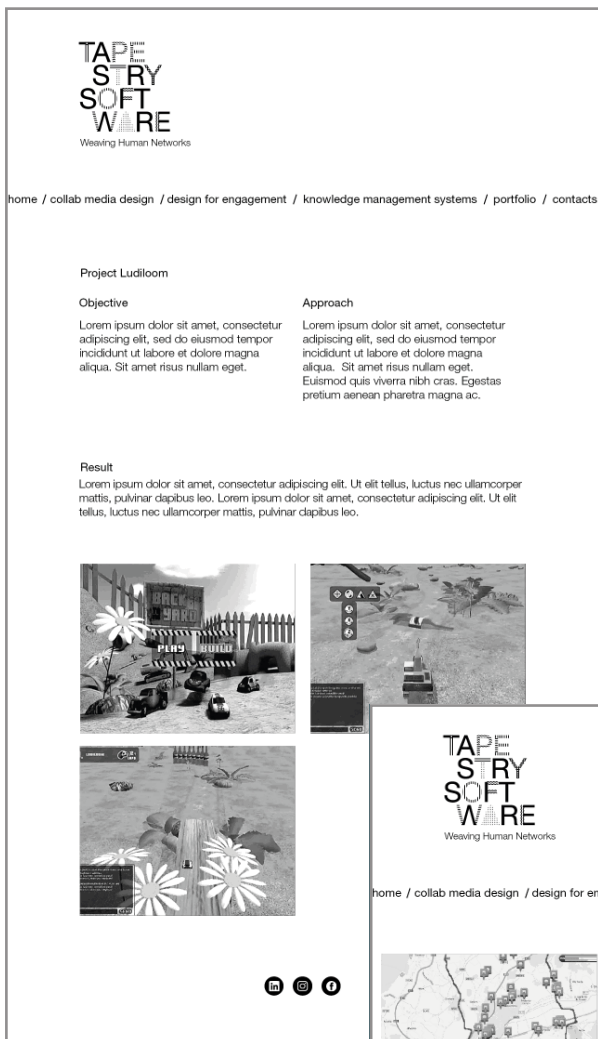 TAPE
STRY
SOFT
WARE
Weaving Human Networks
home / collab media design / design for engagement / knowledge management systems / portfolio / contacts
Project Ludiloom
Objective
Lorem ipsum dolor sit amet, consectetur
adipiscing elit, sed do eiusmod tempor
incididunt ut labore et dolore magna
aliqua. Sit amet risus nullam eget.
Approach
Lorem ipsum dolor sit amet, consectetur
adipiscing elit, sed do eiusmod tempor
incididunt ut labore et dolore magna
aliqua.  Sit amet risus nullam eget.
Euismod quis viverra nibh cras. Egestas
pretium aenean pharetra magna ac.
Result
Lorem ipsum dolor sit amet, consectetur adipiscing elit. Ut elit tellus, luctus nec ullamcorper
mattis, pulvinar dapibus leo. Lorem ipsum dolor sit amet, consectetur adipiscing elit. Ut elit
tellus, luctus nec ullamcorper mattis, pulvinar dapibus leo.
BACK
YARD
PLAY BUILD
TAPE
STRY
SOFT
WARE
Weaving Human Networks
home / collab media design / design for en
in
f